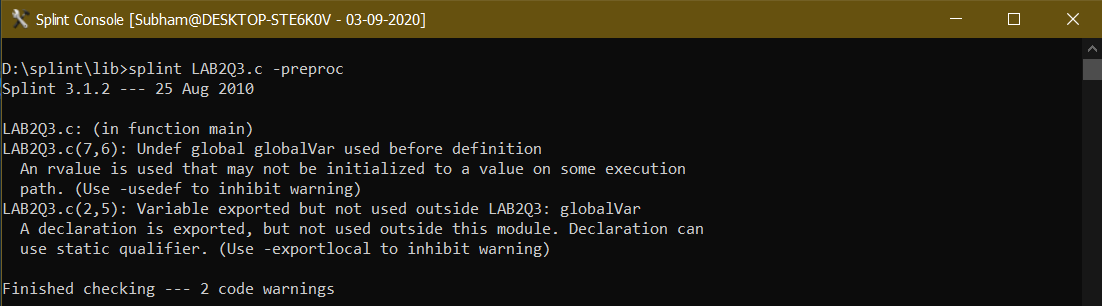 Splint Console [Subham@DESKTOP-STE6K0V - 03-09-2020]
D:\splint\lib>splint LAB2Q3.c -preproc
Splint 3.1.2 --- 25 Aug 2010
LAB2Q3.c: (in function main)
LAB2Q3.c(7,6): Undef global globalVar used before definition
  An rvalue is used that may not be initialized to a value on some execution
  path. (Use -usedef to inhibit warning)
LAB2Q3.c(2,5): Variable exported but not used outside LAB2Q3: globalVar
  A declaration is exported, but not used outside this module. Declaration can
  use static qualifier. (Use -exportlocal to inhibit warning)
Finished checking --- 2 code warnings